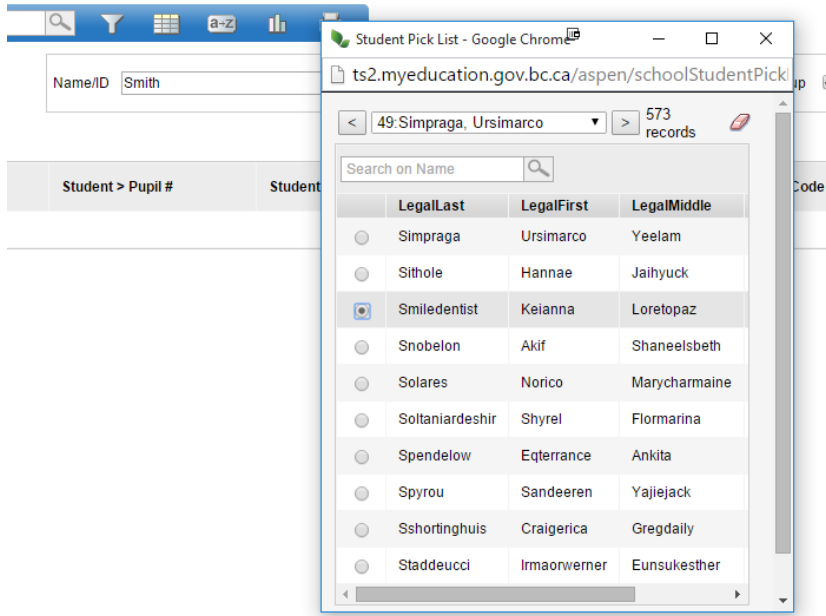 a-z
Student Pick List - Google Chrome
ts2.myeducation.gov.bc.ca/aspen/schoolStudentPick
Name/ID Smith
up
< 49:Simpraga, Ursimarco > 573 records
Search on Name
Student > Pupil #
Student
Code
LegalLast LegalFirst LegalMiddle
Simpraga Ursimarco Yeelam
Sithole Hannae Jaihyuck
Smiledentist Keianna Loretopaz
Snobelon Akif Shaneelsbeth
Solares Norico Marycharmaine
Soltaniardeshir Shyrel Flormarina
Spendelow Eqterrance Ankita
Spyrou Sandeeren Yajiejack
Sshortinghuis Craigerica Gregdaily
Staddeucci Irmaorwerner Eunsukesther